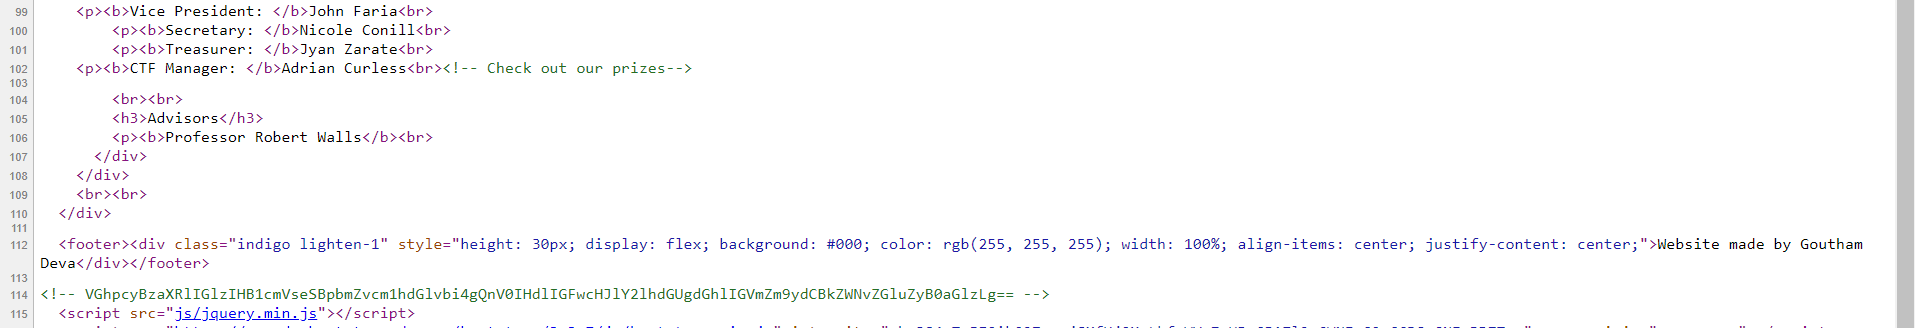 99 <p><b>Vice President: </b>John Faria<br>
100 <p><b>Secretary: </b>Nicole Conill<br>
101 <p><b>Treasurer: </b>Jyan Zarate<br>
102 <p><b>CTF Manager: </b>Adrian Curless<br><!-- Check out our prizes-->
103
104 <br><br>
105 <h3>Advisors</h3>
106 <p><b>Professor Robert Walls</b><br>
107 </div>
108 </div>
109 <br><br>
110 </div>
111
112 <footer><div class="indigo lighten-1" style="height: 30px; display: flex; background: #000; color: rgb(255, 255, 255); width: 100%; align-items: center; justify-content: center;">Website made by Goutham
Deva</div></footer>
113
114 <!-- VGhpcyBzaXRlIGlzIHB1cmVseSBpbmZvcm1hdGlvbi4gQnV0IHdlIGFwcHJlY2lhdGUgdGhlIGVmZm9ydCBkZWNvZGluZyB0aGlzLg== -->
115 <script src="js/jquery.min.js"></script>